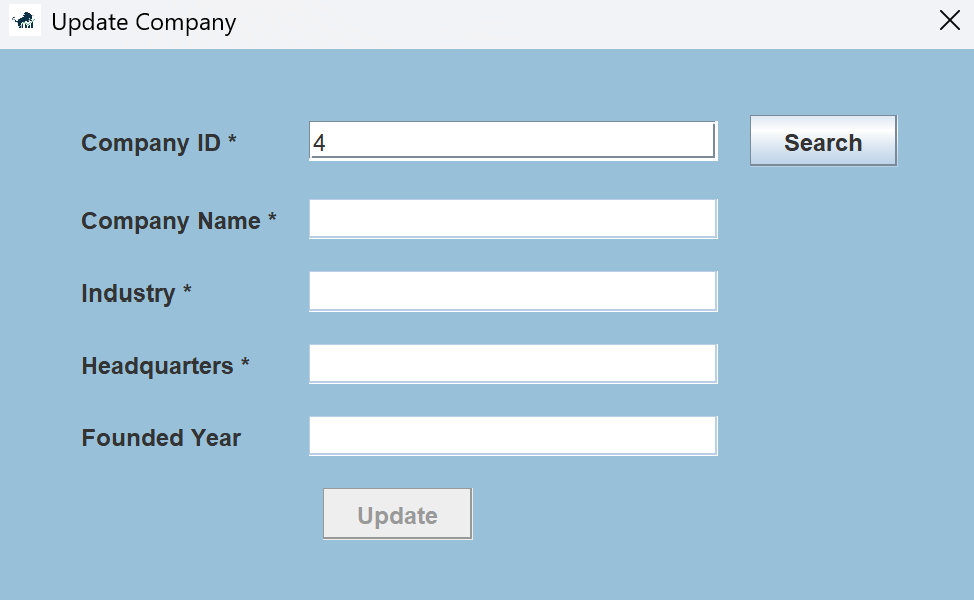 Update Company
Company ID *
4
Search
Company Name *
Industry *
Headquarters *
Founded Year
Update